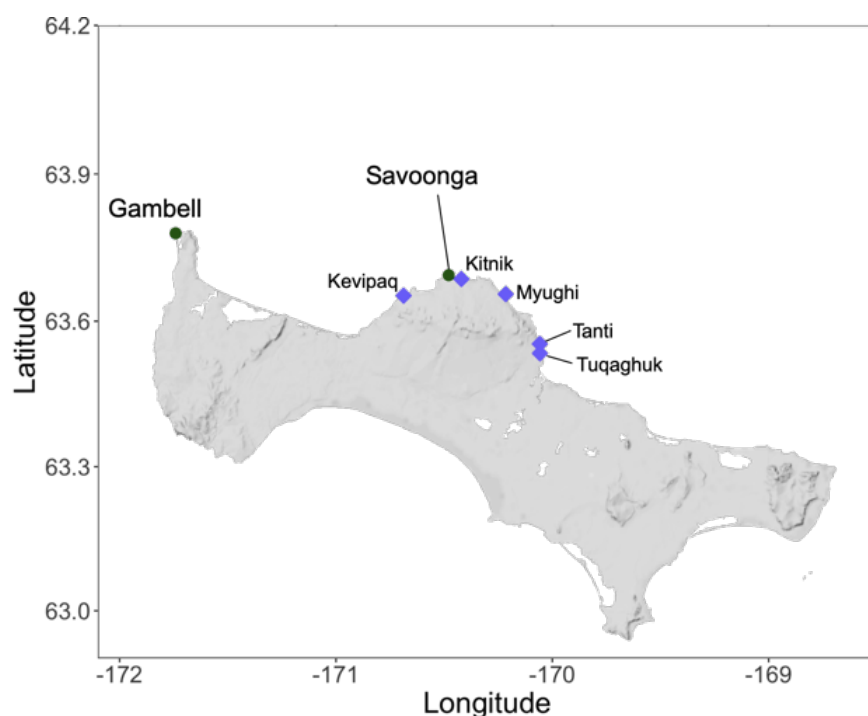 64.2
63.9
63.6
63.3
63.0
Latitude
Savoonga
Gambell
Kitnik
Kevipaq
Myughi
Tanti
Tuqaghuk
-172
-171
-170
-169
Longitude